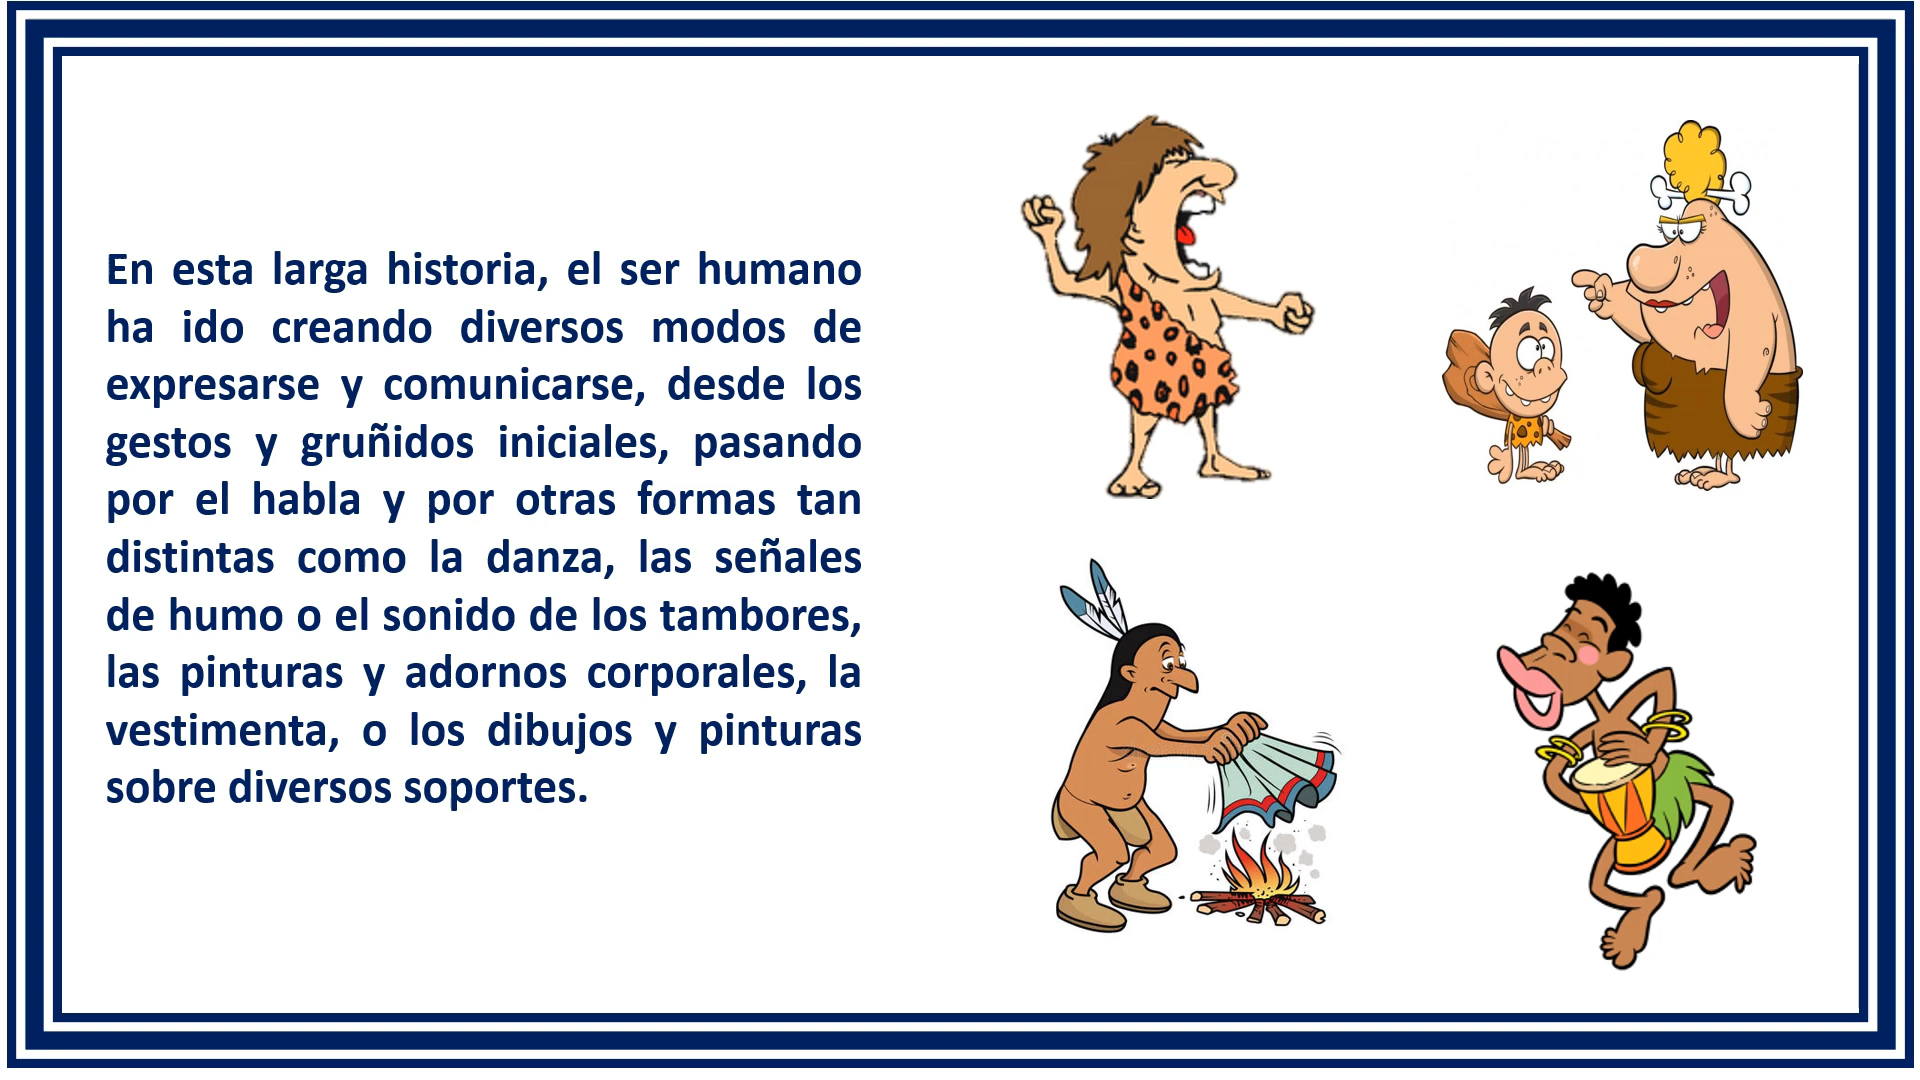 En esta larga historia, el ser humano
ha ido creando diversos modos de
expresarse y comunicarse, desde los
gestos y gruñidos iniciales, pasando
por el habla y por otras formas tan
distintas como la danza, las señales
de humo o el sonido de los tambores,
las pinturas y adornos corporales, la
vestimenta, o los dibujos y pinturas
sobre diversos soportes.